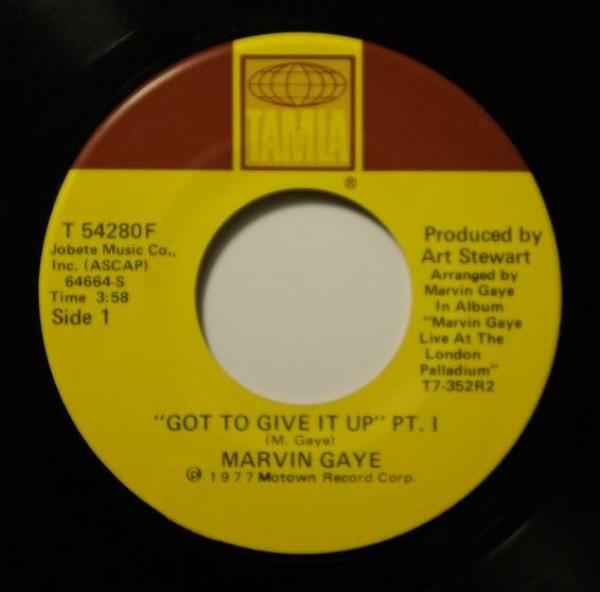 TAMLA
®
T 54280F
Jobete Music Co.,
Inc. (ASCAP)
64664-S
Time 3:58
Side 1
Produced by
Art Stewart
Arranged by
Marvin Gaye
In Album
"Marvin Gaye
Live At The
London
Palladium"
T7-352R2
"GOT TO GIVE IT UP" PT. I
(M. Gaye)
MARVIN GAYE
℗ 1977 Motown Record Corp.